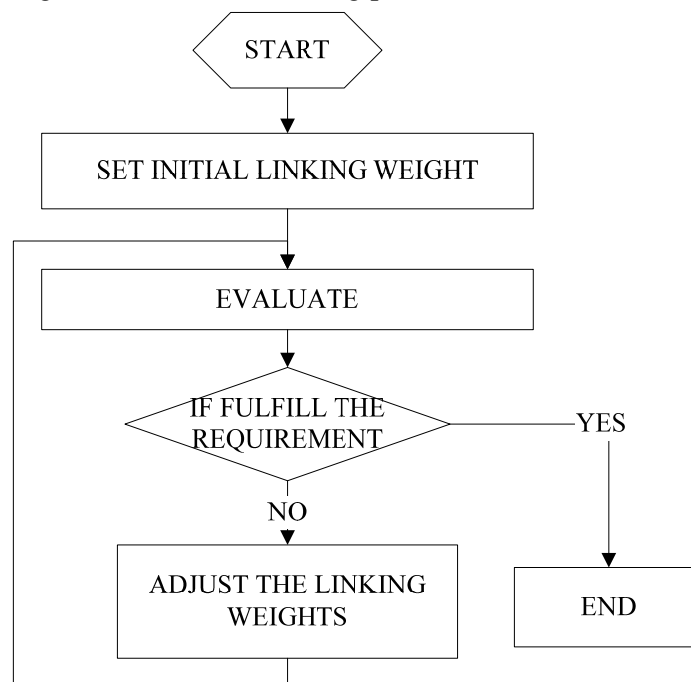 START
SET INITIAL LINKING WEIGHT
EVALUATE
IF FULFILL THE
REQUIREMENT
YES
NO
ADJUST THE LINKING
WEIGHTS
END